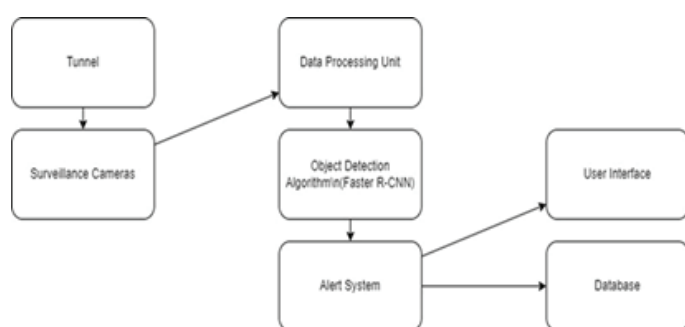 Tunnel
Surveillance Cameras
Data Processing Unit
Object Detection
Algorithm\n(Faster R-CNN)
Alert System
User Interface
Database